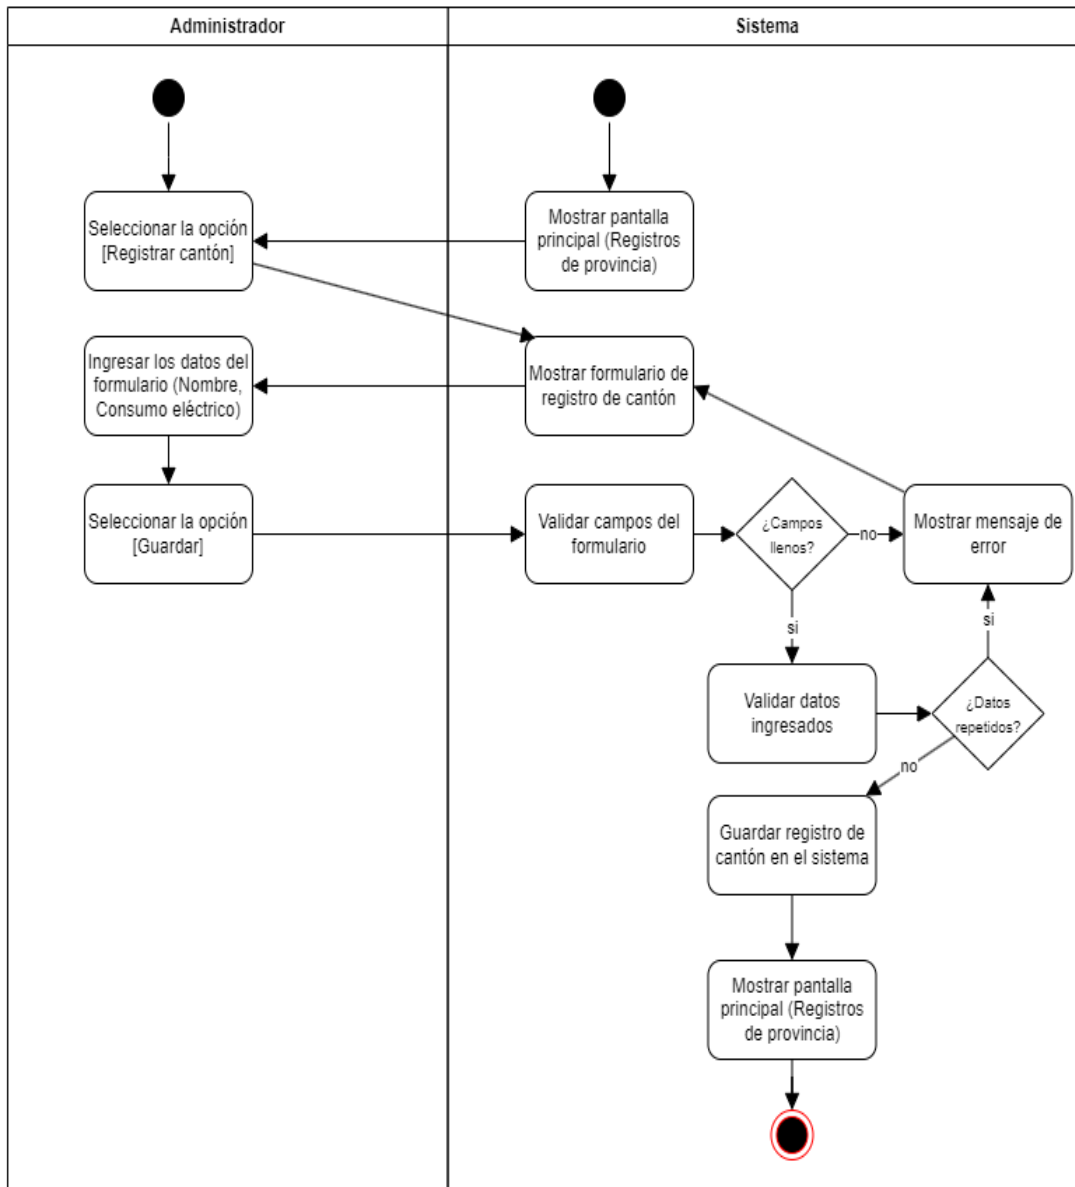 Administrador
Sistema
Seleccionar la opción
[Registrar cantón]
Mostrar pantalla
principal (Registros
de provincia)
Ingresar los datos del
formulario (Nombre,
Consumo eléctrico)
Mostrar formulario de
registro de cantón
Seleccionar la opción
[Guardar]
Validar campos del
formulario
¿Campos
llenos?
no
Mostrar mensaje de
error
si
si
Validar datos
ingresados
¿Datos
repetidos?
no
Guardar registro de
cantón en el sistema
Mostrar pantalla
principal (Registros
de provincia)